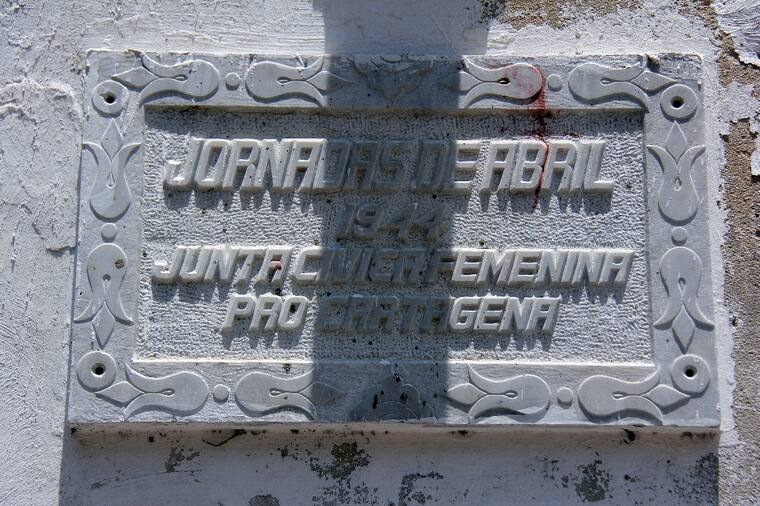 JORNADAS DE ABRIL
1944
JUNTA CIVICA FEMENINA
PRO CARTAGENA